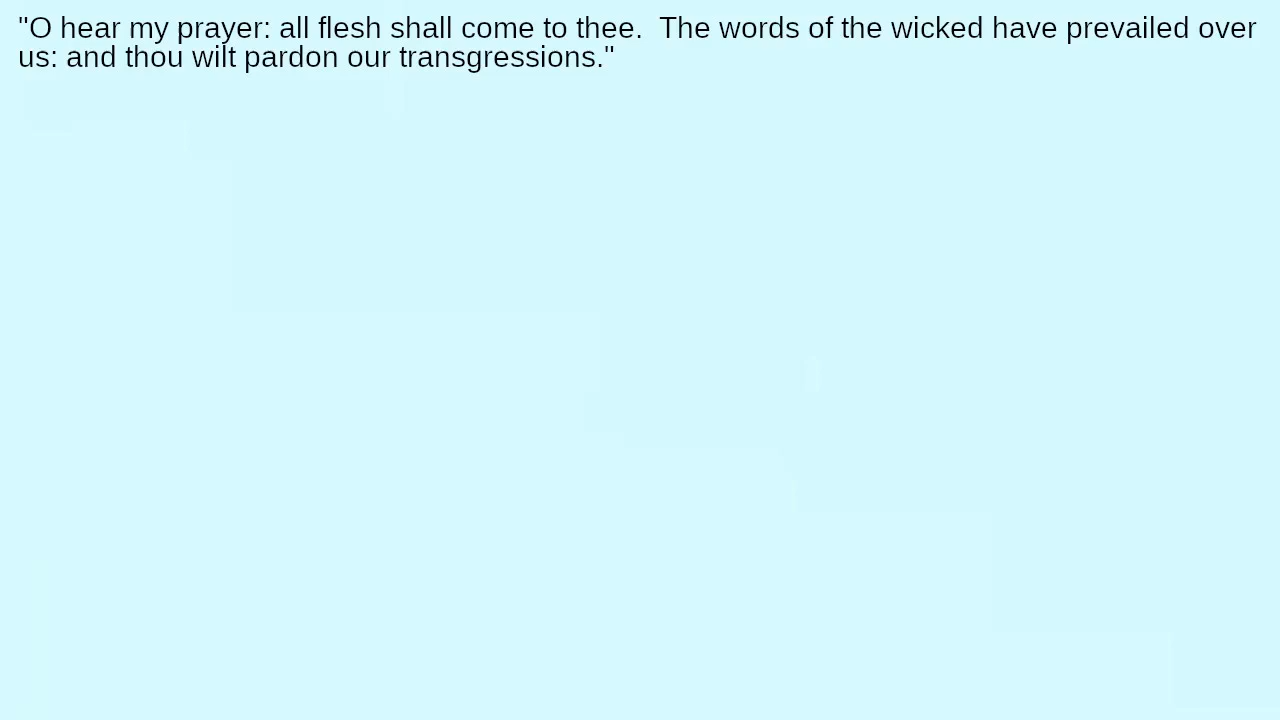 "O hear my prayer: all flesh shall come to thee.  The words of the wicked have prevailed over
us: and thou wilt pardon our transgressions."